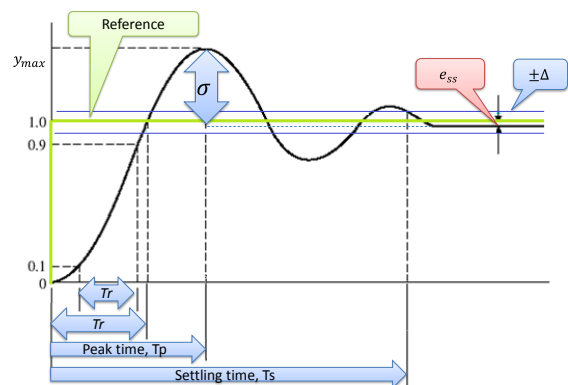 Reference
y_max
e_ss
±Δ
σ
1.0
0.9
0.1
0
Tr
Tr
Peak time, Tp
Settling time, Ts